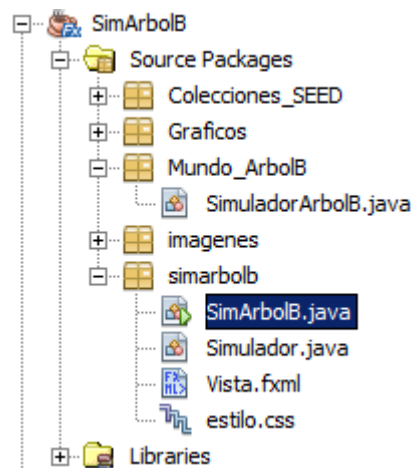 SimArbolB
Source Packages
Colecciones_SEED
Graficos
Mundo_ArbolB
SimuladorArbolB.java
imagenes
simarbolb
SimArbolB.java
Simulador.java
Vista.fxml
estilo.css
Libraries